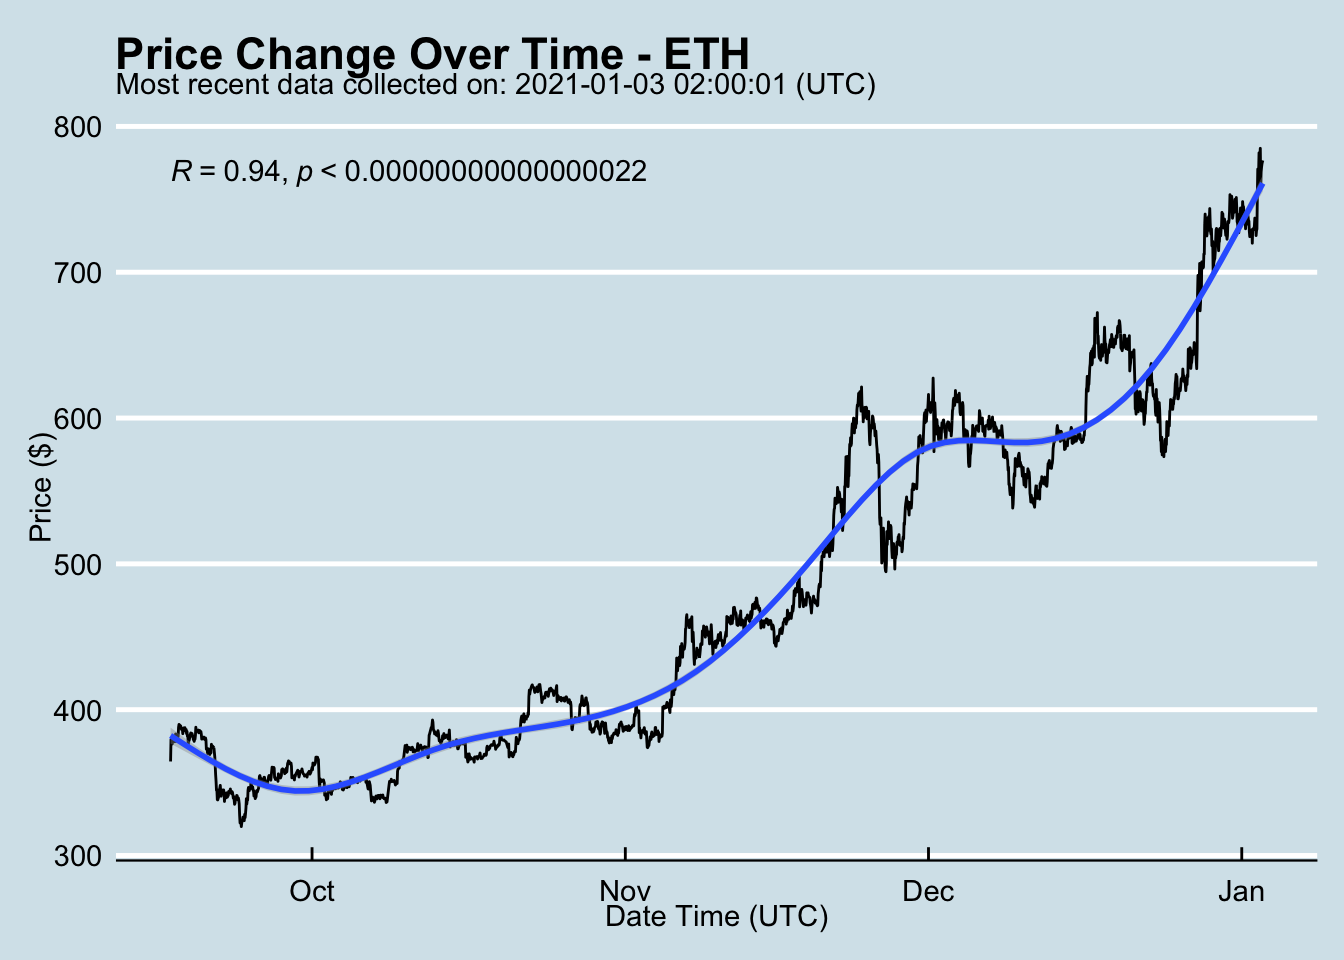 Price Change Over Time - ETH
Most recent data collected on: 2021-01-03 02:00:01 (UTC)
R = 0.94, p < 0.00000000000000022
800
700
600
500
400
300
Price ($)
Oct Nov Dec Jan
Date Time (UTC)